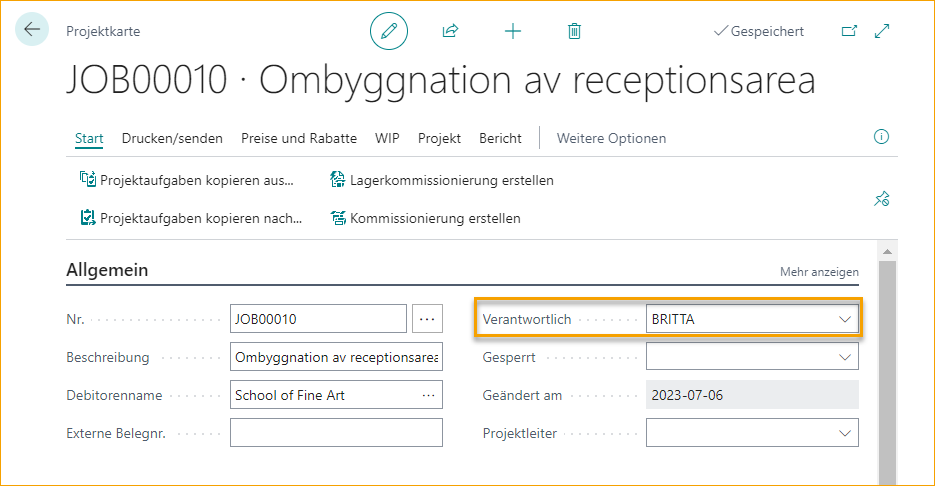 Projektkarte
Gespeichert
JOB00010 · Ombyggnation av receptionsarea
Start Drucken/senden Preise und Rabatte WIP Projekt Bericht Weitere Optionen
Projektaufgaben kopieren aus... Lagerkommissionierung erstellen
Projektaufgaben kopieren nach... Kommissionierung erstellen
Allgemein Mehr anzeigen
Nr. JOB00010 ...
Beschreibung Ombyggnation av receptionsarea
Debitorenname School of Fine Art ...
Externe Belegnr.
Verantwortlich BRITTA
Gesperrt
Geändert am 2023-07-06
Projektleiter